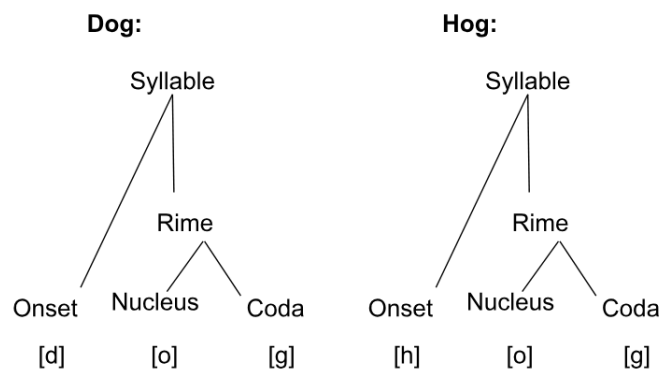 Dog:
Syllable
Rime
Onset Nucleus Coda
[d] [o] [g]
Hog:
Syllable
Rime
Onset Nucleus Coda
[h] [o] [g]